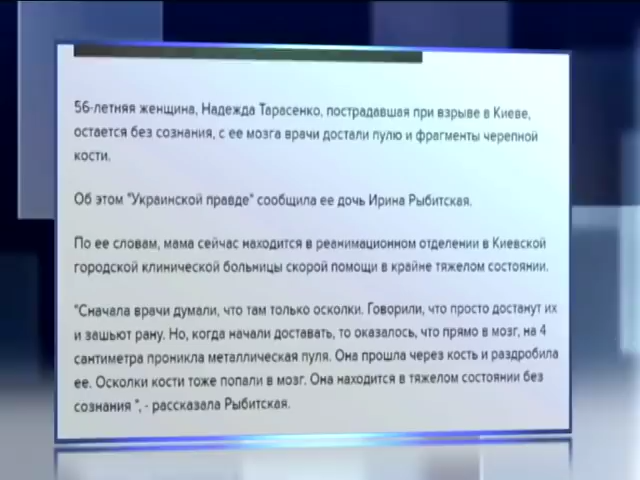 56-летняя женщина, Надежда Тарасенко, пострадавшая при взрыве в Киеве,
остается без сознания, с ее мозга врачи достали пулю и фрагменты черепной
кости.
Об этом "Украинской правде" сообщила ее дочь Ирина Рыбитская.
По ее словам, мама сейчас находится в реанимационном отделении в Киевской
городской клинической больницы скорой помощи в крайне тяжелом состоянии.
"Сначала врачи думали, что там только осколки. Говорили, что просто достанут их
и зашьют рану. Но, когда начали доставать, то оказалось, что прямо в мозг, на 4
сантиметра проникла металлическая пуля. Она прошла через кость и раздробила
ее. Осколки кости тоже попали в мозг. Она находится в тяжелом состоянии без
сознания ", - рассказала Рыбитская.